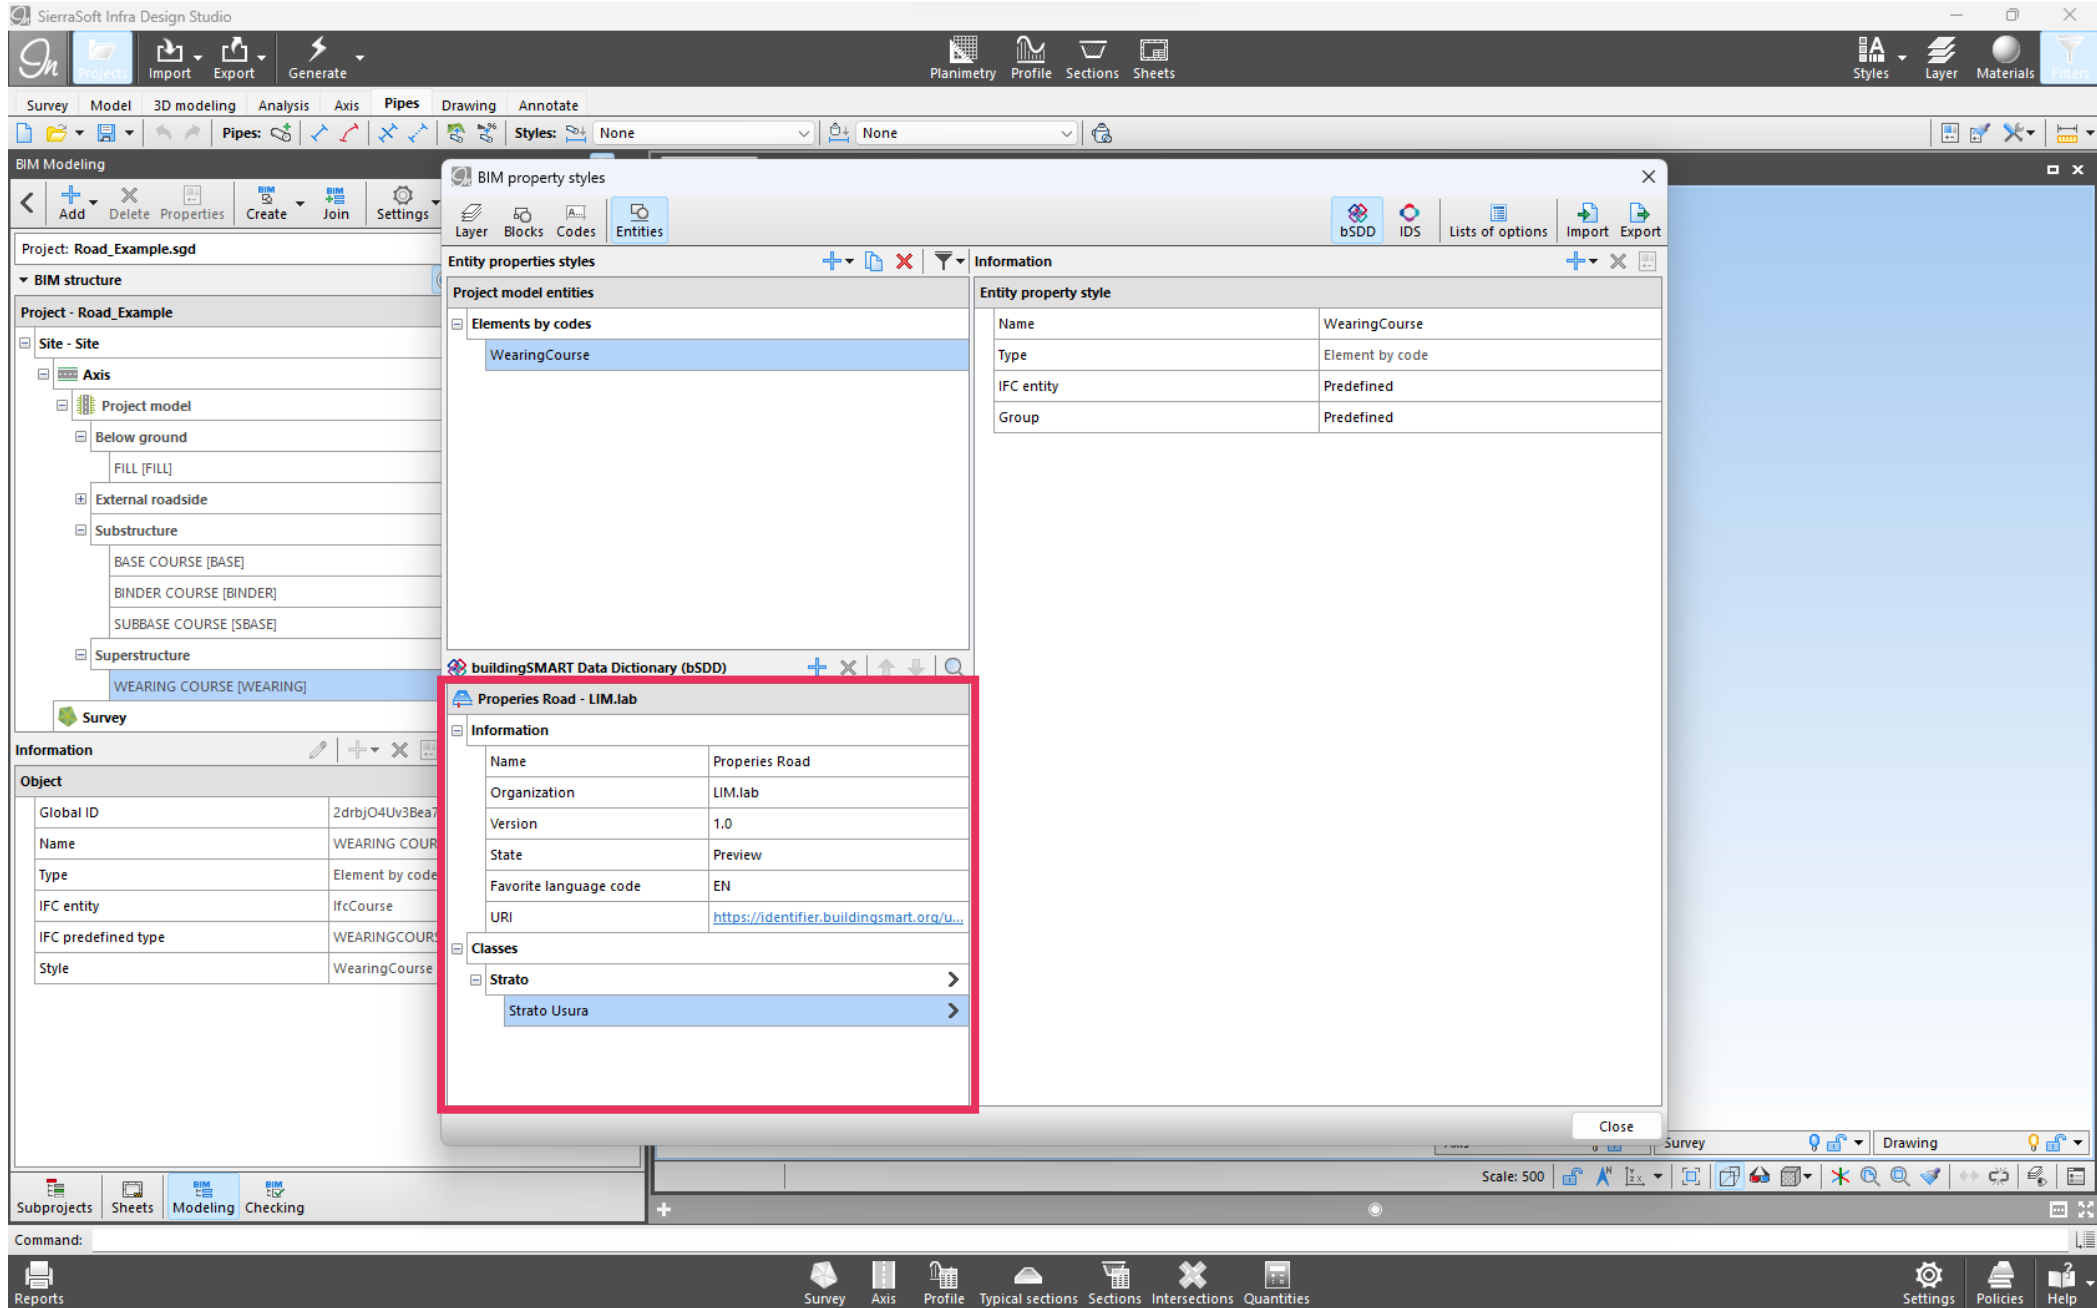 SierraSoft Infra Design Studio
Projects Import Export Generate Planimetry Profile Sections Sheets Styles Layer Materials Filters
Survey Model 3D modeling Analysis Axis Pipes Drawing Annotate
Pipes: Styles: None None
BIM Modeling
Add Delete Properties BIM Create BIM Join Settings
Project: Road_Example.sgd
BIM structure
Project - Road_Example
Site - Site
Axis
Project model
Below ground
FILL [FILL]
External roadside
Substructure
BASE COURSE [BASE]
BINDER COURSE [BINDER]
SUBBASE COURSE [SBASE]
Superstructure
WEARING COURSE [WEARING]
Survey
Information
Object
Global ID 2drbjO4Uv3Bea7
Name WEARING COUR
Type Element by code
IFC entity IfcCourse
IFC predefined type WEARINGCOURS
Style WearingCourse
BIM property styles
Layer Blocks Codes Entities bSDD IDS Lists of options Import Export
Entity properties styles
Project model entities
Elements by codes
WearingCourse
Information
Entity property style
Name WearingCourse
Type Element by code
IFC entity Predefined
Group Predefined
buildingSMART Data Dictionary (bSDD)
Properies Road - LIM.lab
Information
Name Properies Road
Organization LIM.lab
Version 1.0
State Preview
Favorite language code EN
URI https://identifier.buildingsmart.org/u...
Classes
Strato
Strato Usura
Close
Survey Drawing
Scale: 500
Subprojects Sheets BIM Modeling BIM Checking
Command:
Reports Survey Axis Profile Typical sections Sections Intersections Quantities Settings Policies Help